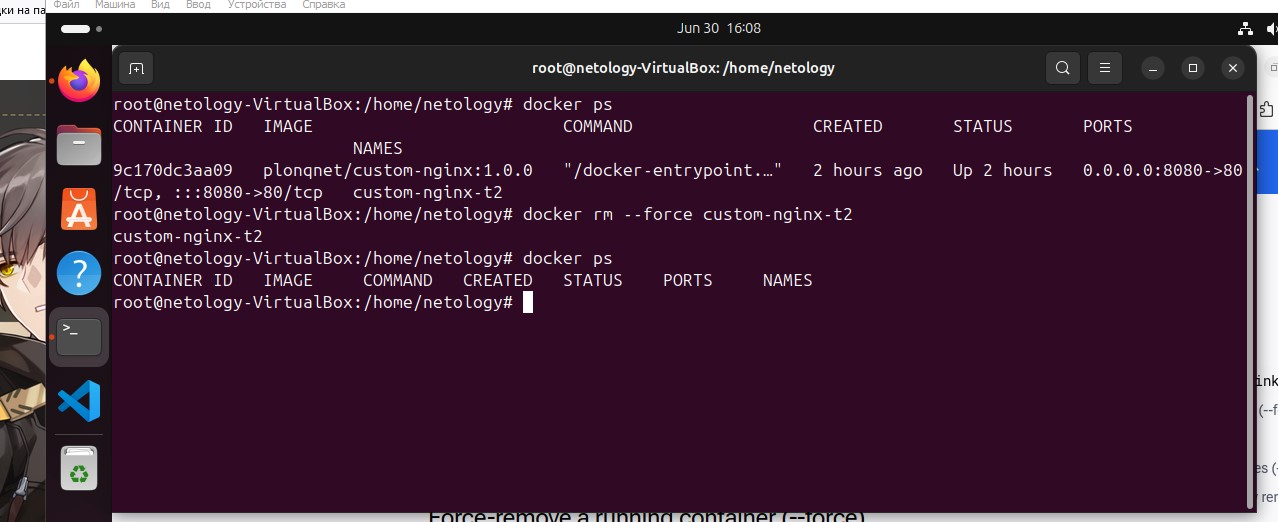 Файл Машина Вид Ввод Устройства Справка
дки на па
Jun 30 16:08
root@netology-VirtualBox: /home/netology
root@netology-VirtualBox:/home/netology# docker ps
CONTAINER ID IMAGE COMMAND CREATED STATUS PORTS
NAMES
9c170dc3aa09 plonqnet/custom-nginx:1.0.0 "/docker-entrypoint.…" 2 hours ago Up 2 hours 0.0.0.0:8080->80
/tcp, :::8080->80/tcp custom-nginx-t2
root@netology-VirtualBox:/home/netology# docker rm --force custom-nginx-t2
custom-nginx-t2
root@netology-VirtualBox:/home/netology# docker ps
CONTAINER ID IMAGE COMMAND CREATED STATUS PORTS NAMES
root@netology-VirtualBox:/home/netology#
ink
(--f
es (-
ren
Force-remove a running container (--force)